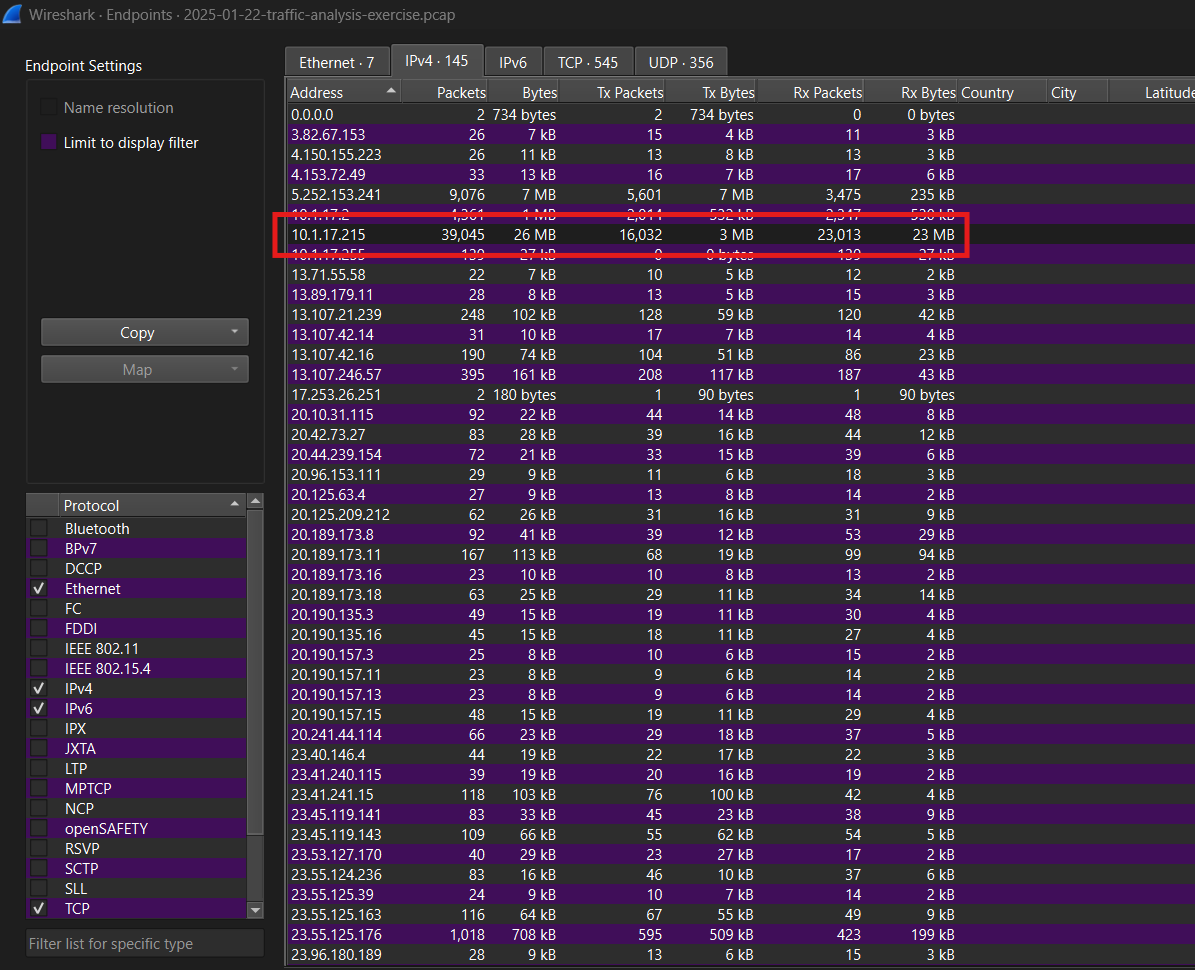 Wireshark · Endpoints · 2025-01-22-traffic-analysis-exercise.pcap
Endpoint Settings
Name resolution
Limit to display filter
Copy
Map
Protocol
Bluetooth
BPv7
DCCP
Ethernet
FC
FDDI
IEEE 802.11
IEEE 802.15.4
IPv4
IPv6
IPX
JXTA
LTP
MPTCP
NCP
openSAFETY
RSVP
SCTP
SLL
TCP
Filter list for specific type
Ethernet · 7 IPv4 · 145 IPv6 TCP · 545 UDP · 356
Address Packets Bytes Tx Packets Tx Bytes Rx Packets Rx Bytes Country City Latitude
0.0.0.0 2 734 bytes 2 734 bytes 0 0 bytes
3.82.67.153 26 7 kB 15 4 kB 11 3 kB
4.150.155.223 26 11 kB 13 8 kB 13 3 kB
4.153.72.49 33 13 kB 16 7 kB 17 6 kB
5.252.153.241 9,076 7 MB 5,601 7 MB 3,475 235 kB
10.1.17.2 4,361 1 MB 2,014 532 kB 2,347 530 kB
10.1.17.215 39,045 26 MB 16,032 3 MB 23,013 23 MB
10.1.17.255 139 27 kB 0 0 bytes 139 27 kB
13.71.55.58 22 7 kB 10 5 kB 12 2 kB
13.89.179.11 28 8 kB 13 5 kB 15 3 kB
13.107.21.239 248 102 kB 128 59 kB 120 42 kB
13.107.42.14 31 10 kB 17 7 kB 14 4 kB
13.107.42.16 190 74 kB 104 51 kB 86 23 kB
13.107.246.57 395 161 kB 208 117 kB 187 43 kB
17.253.26.251 2 180 bytes 1 90 bytes 1 90 bytes
20.10.31.115 92 22 kB 44 14 kB 48 8 kB
20.42.73.27 83 28 kB 39 16 kB 44 12 kB
20.44.239.154 72 21 kB 33 15 kB 39 6 kB
20.96.153.111 29 9 kB 11 6 kB 18 3 kB
20.125.63.4 27 9 kB 13 8 kB 14 2 kB
20.125.209.212 62 26 kB 31 16 kB 31 9 kB
20.189.173.8 92 41 kB 39 12 kB 53 29 kB
20.189.173.11 167 113 kB 68 19 kB 99 94 kB
20.189.173.16 23 10 kB 10 8 kB 13 2 kB
20.189.173.18 63 25 kB 29 11 kB 34 14 kB
20.190.135.3 49 15 kB 19 11 kB 30 4 kB
20.190.135.16 45 15 kB 18 11 kB 27 4 kB
20.190.157.3 25 8 kB 10 6 kB 15 2 kB
20.190.157.11 23 8 kB 9 6 kB 14 2 kB
20.190.157.13 23 8 kB 9 6 kB 14 2 kB
20.190.157.15 48 15 kB 19 11 kB 29 4 kB
20.241.44.114 66 23 kB 29 18 kB 37 5 kB
23.40.146.4 44 19 kB 22 17 kB 22 3 kB
23.41.240.115 39 19 kB 20 16 kB 19 2 kB
23.41.241.15 118 103 kB 76 100 kB 42 4 kB
23.45.119.141 83 33 kB 45 23 kB 38 9 kB
23.45.119.143 109 66 kB 55 62 kB 54 5 kB
23.53.127.170 40 29 kB 23 27 kB 17 2 kB
23.55.124.236 83 16 kB 46 10 kB 37 6 kB
23.55.125.39 24 9 kB 10 7 kB 14 2 kB
23.55.125.163 116 64 kB 67 55 kB 49 9 kB
23.55.125.176 1,018 708 kB 595 509 kB 423 199 kB
23.96.180.189 28 9 kB 13 6 kB 15 3 kB